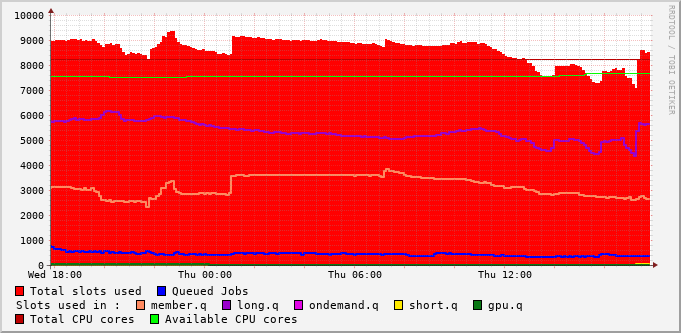 10000
9000
8000
7000
6000
5000
4000
3000
2000
1000
0
Wed 18:00 Thu 00:00 Thu 06:00 Thu 12:00
RRDTOOL / TOBI OETIKER
Total slots used Queued Jobs
Slots used in : member.q long.q ondemand.q short.q gpu.q
Total CPU cores Available CPU cores